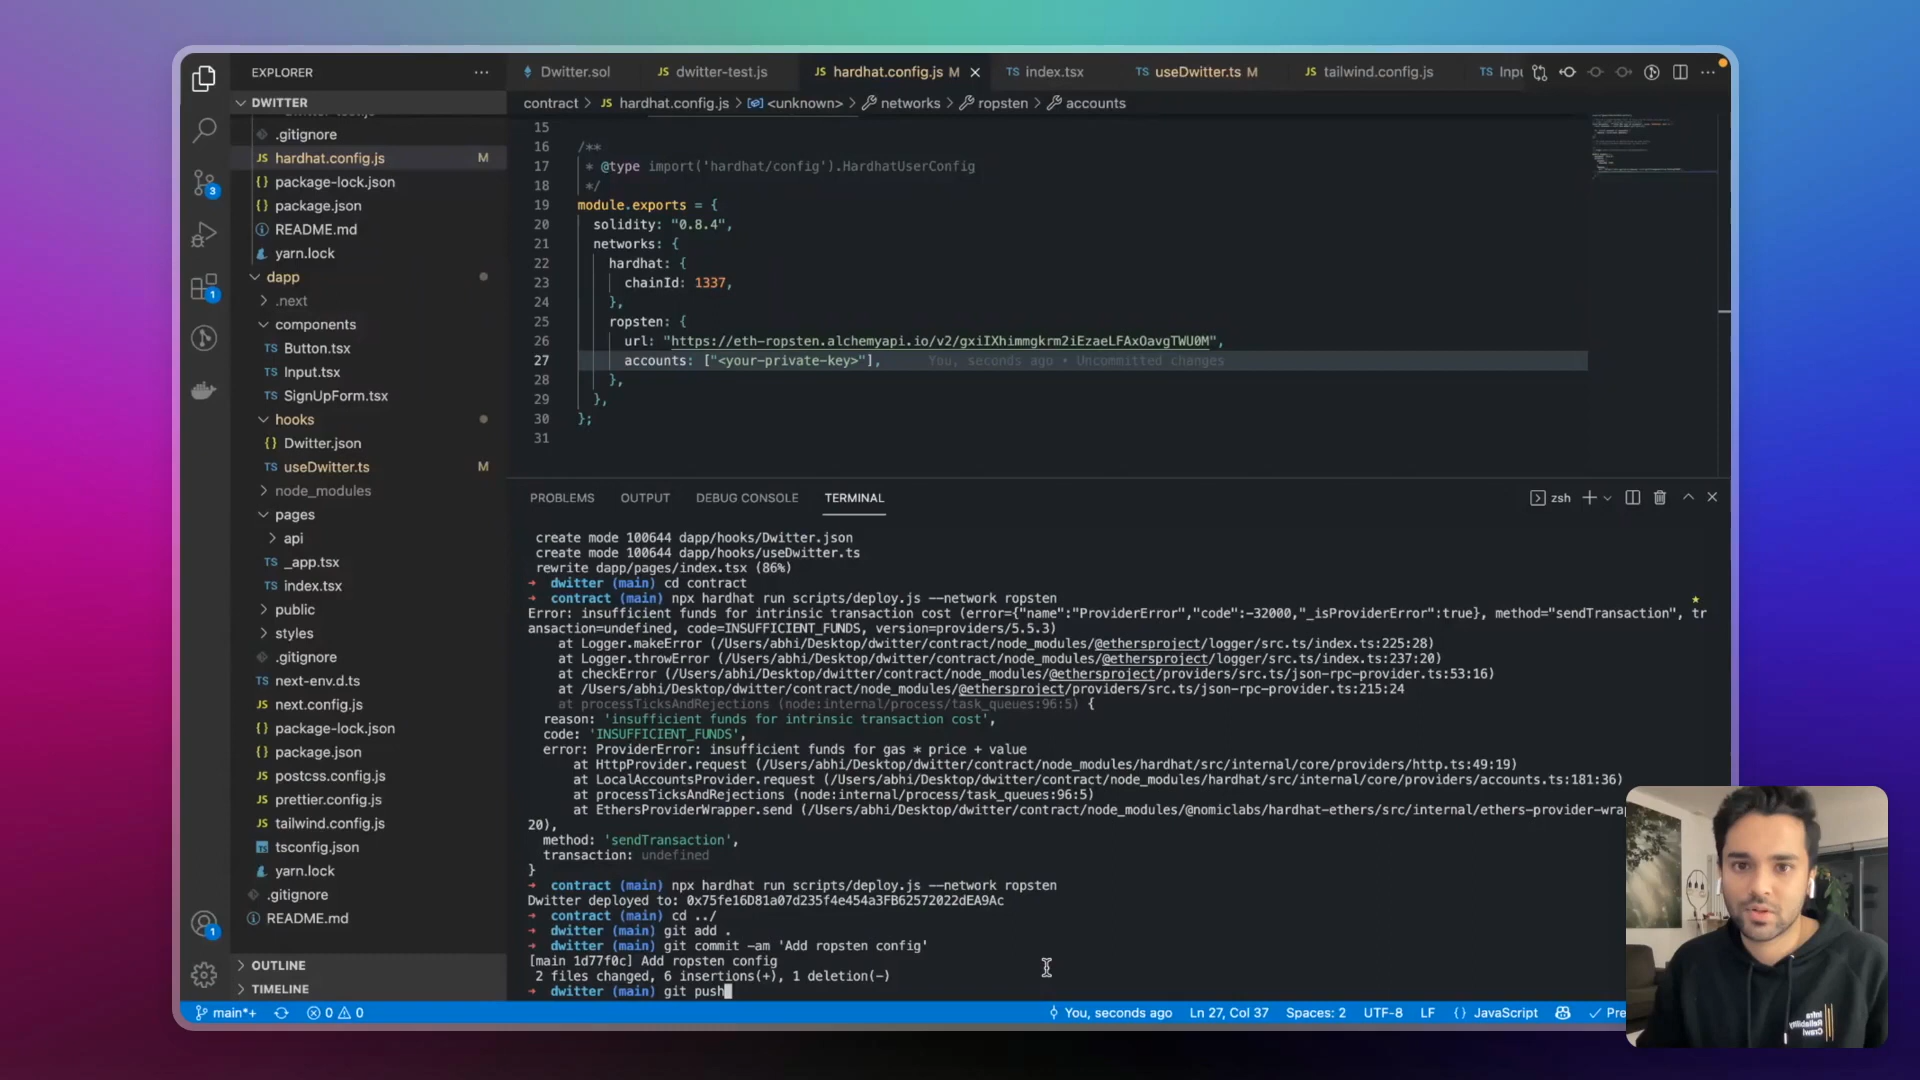 EXPLORER
DWITTER
.gitignore
hardhat.config.js M
package-lock.json
package.json
README.md
yarn.lock
dapp
.next
components
Button.tsx
Input.tsx
SignUpForm.tsx
hooks
Dwitter.json
useDwitter.ts M
node_modules
pages
api
_app.tsx
index.tsx
public
styles
.gitignore
next-env.d.ts
next.config.js
package-lock.json
package.json
postcss.config.js
prettier.config.js
tailwind.config.js
tsconfig.json
yarn.lock
.gitignore
README.md
OUTLINE
TIMELINE
3
1
1
Dwitter.sol JS dwitter-test.js JS hardhat.config.js M TS index.tsx TS useDwitter.ts M JS tailwind.config.js TS
contract > JS hardhat.config.js > <unknown> > networks > ropsten > accounts
15
16 /**
17 * @type import('hardhat/config').HardhatUserConfig
18 */
19 module.exports = {
20 solidity: "0.8.4",
21 networks: {
22 hardhat: {
23 chainId: 1337,
24 },
25 ropsten: {
26 url: "https://eth-ropsten.alchemyapi.io/v2/gxiIXhimmgkrm2iEzaeLFAxOavgTWU0M",
27 accounts: ["<your-private-key>"], You, seconds ago • Uncommitted changes
28 },
29 },
30 };
31
PROBLEMS OUTPUT DEBUG CONSOLE TERMINAL zsh
create mode 100644 dapp/hooks/Dwitter.json
create mode 100644 dapp/hooks/useDwitter.ts
rewrite dapp/pages/index.tsx (86%)
➜ dwitter (main) cd contract
➜ contract (main) npx hardhat run scripts/deploy.js --network ropsten
Error: insufficient funds for intrinsic transaction cost (error={"name":"ProviderError","code":-32000,"_isProviderError":true}, method="sendTransaction", tr
ansaction=undefined, code=INSUFFICIENT_FUNDS, version=providers/5.5.3)
at Logger.makeError (/Users/abhi/Desktop/dwitter/contract/node_modules/@ethersproject/logger/src.ts/index.ts:225:28)
at Logger.throwError (/Users/abhi/Desktop/dwitter/contract/node_modules/@ethersproject/logger/src.ts/index.ts:237:20)
at checkError (/Users/abhi/Desktop/dwitter/contract/node_modules/@ethersproject/providers/src.ts/json-rpc-provider.ts:53:16)
at /Users/abhi/Desktop/dwitter/contract/node_modules/@ethersproject/providers/src.ts/json-rpc-provider.ts:215:24
at processTicksAndRejections (node:internal/process/task_queues:96:5) {
reason: 'insufficient funds for intrinsic transaction cost',
code: 'INSUFFICIENT_FUNDS',
error: ProviderError: insufficient funds for gas * price + value
at HttpProvider.request (/Users/abhi/Desktop/dwitter/contract/node_modules/hardhat/src/internal/core/providers/http.ts:49:19)
at LocalAccountsProvider.request (/Users/abhi/Desktop/dwitter/contract/node_modules/hardhat/src/internal/core/providers/accounts.ts:181:36)
at processTicksAndRejections (node:internal/process/task_queues:96:5)
at EthersProviderWrapper.send (/Users/abhi/Desktop/dwitter/contract/node_modules/@nomiclabs/hardhat-ethers/src/internal/ethers-provider-wra
20),
method: 'sendTransaction',
transaction: undefined
}
➜ contract (main) npx hardhat run scripts/deploy.js --network ropsten
Dwitter deployed to: 0x75fe16D81a07d235f4e454a3FB62572022dEA9Ac
➜ contract (main) cd ../
➜ dwitter (main) git add .
➜ dwitter (main) git commit -am 'Add ropsten config'
[main 1d77f0c] Add ropsten config
2 files changed, 6 insertions(+), 1 deletion(-)
➜ dwitter (main) git push
main*+ 0 0 You, seconds ago Ln 27, Col 37 Spaces: 2 UTF-8 LF {} JavaScript Pre
Infra
Reliability
Crawl